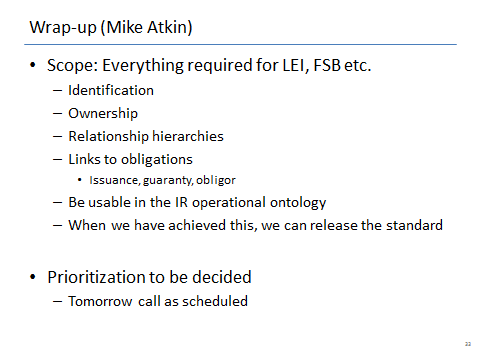 Wrap-up (Mike Atkin)
• Scope: Everything required for LEI, FSB etc.
– Identification
– Ownership
– Relationship hierarchies
– Links to obligations
• Issuance, guaranty, obligor
– Be usable in the IR operational ontology
– When we have achieved this, we can release the standard
• Prioritization to be decided
– Tomorrow call as scheduled
33